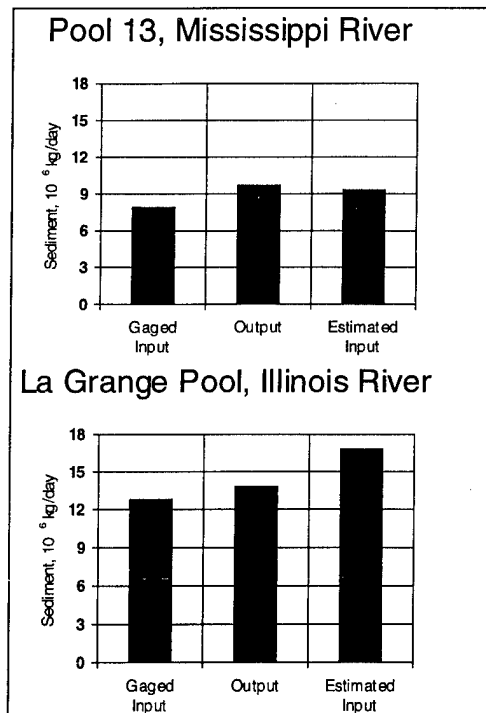 Pool 13, Mississippi River
Sediment, 10 6 kg/day
18
15
12
9
6
3
0
Gaged Input
Output
Estimated Input
La Grange Pool, Illinois River
Sediment, 10 6 kg/day
18
15
12
9
6
3
0
Gaged Input
Output
Estimated Input